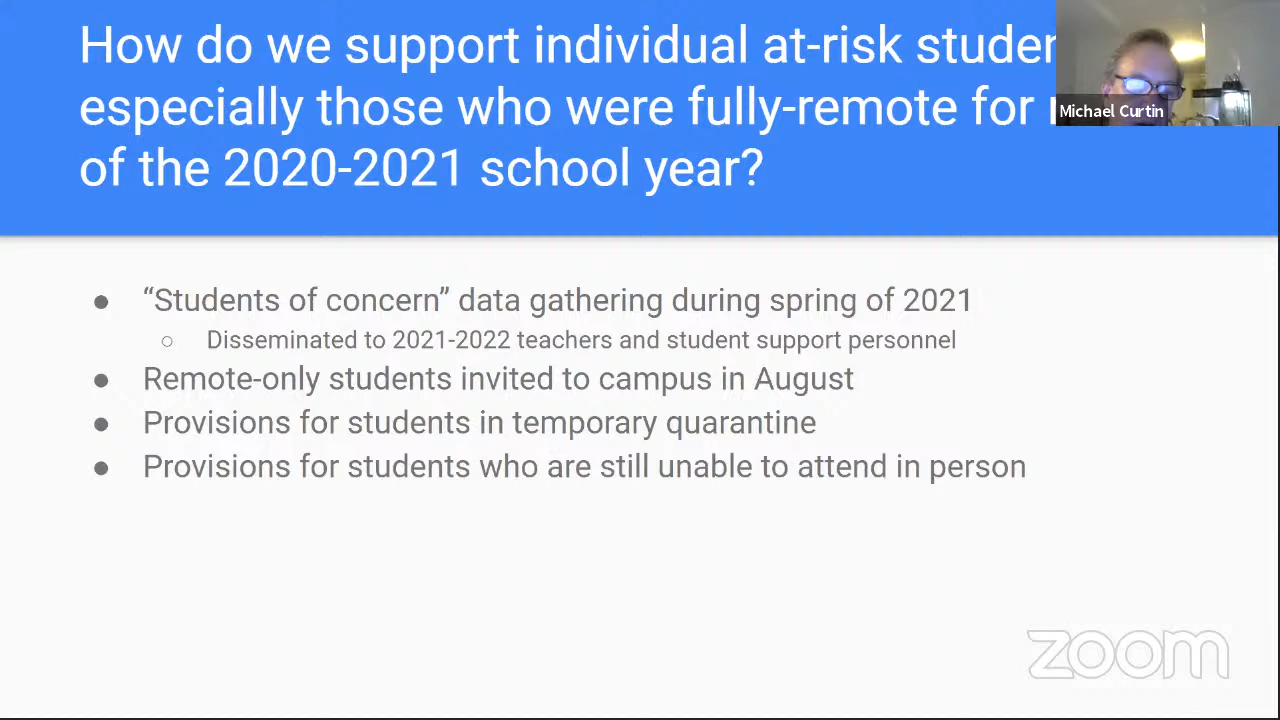 How do we support individual at-risk studen
especially those who were fully-remote for
Michael Curtin
of the 2020-2021 school year?
● “Students of concern” data gathering during spring of 2021
○ Disseminated to 2021-2022 teachers and student support personnel
● Remote-only students invited to campus in August
● Provisions for students in temporary quarantine
● Provisions for students who are still unable to attend in person
zoom